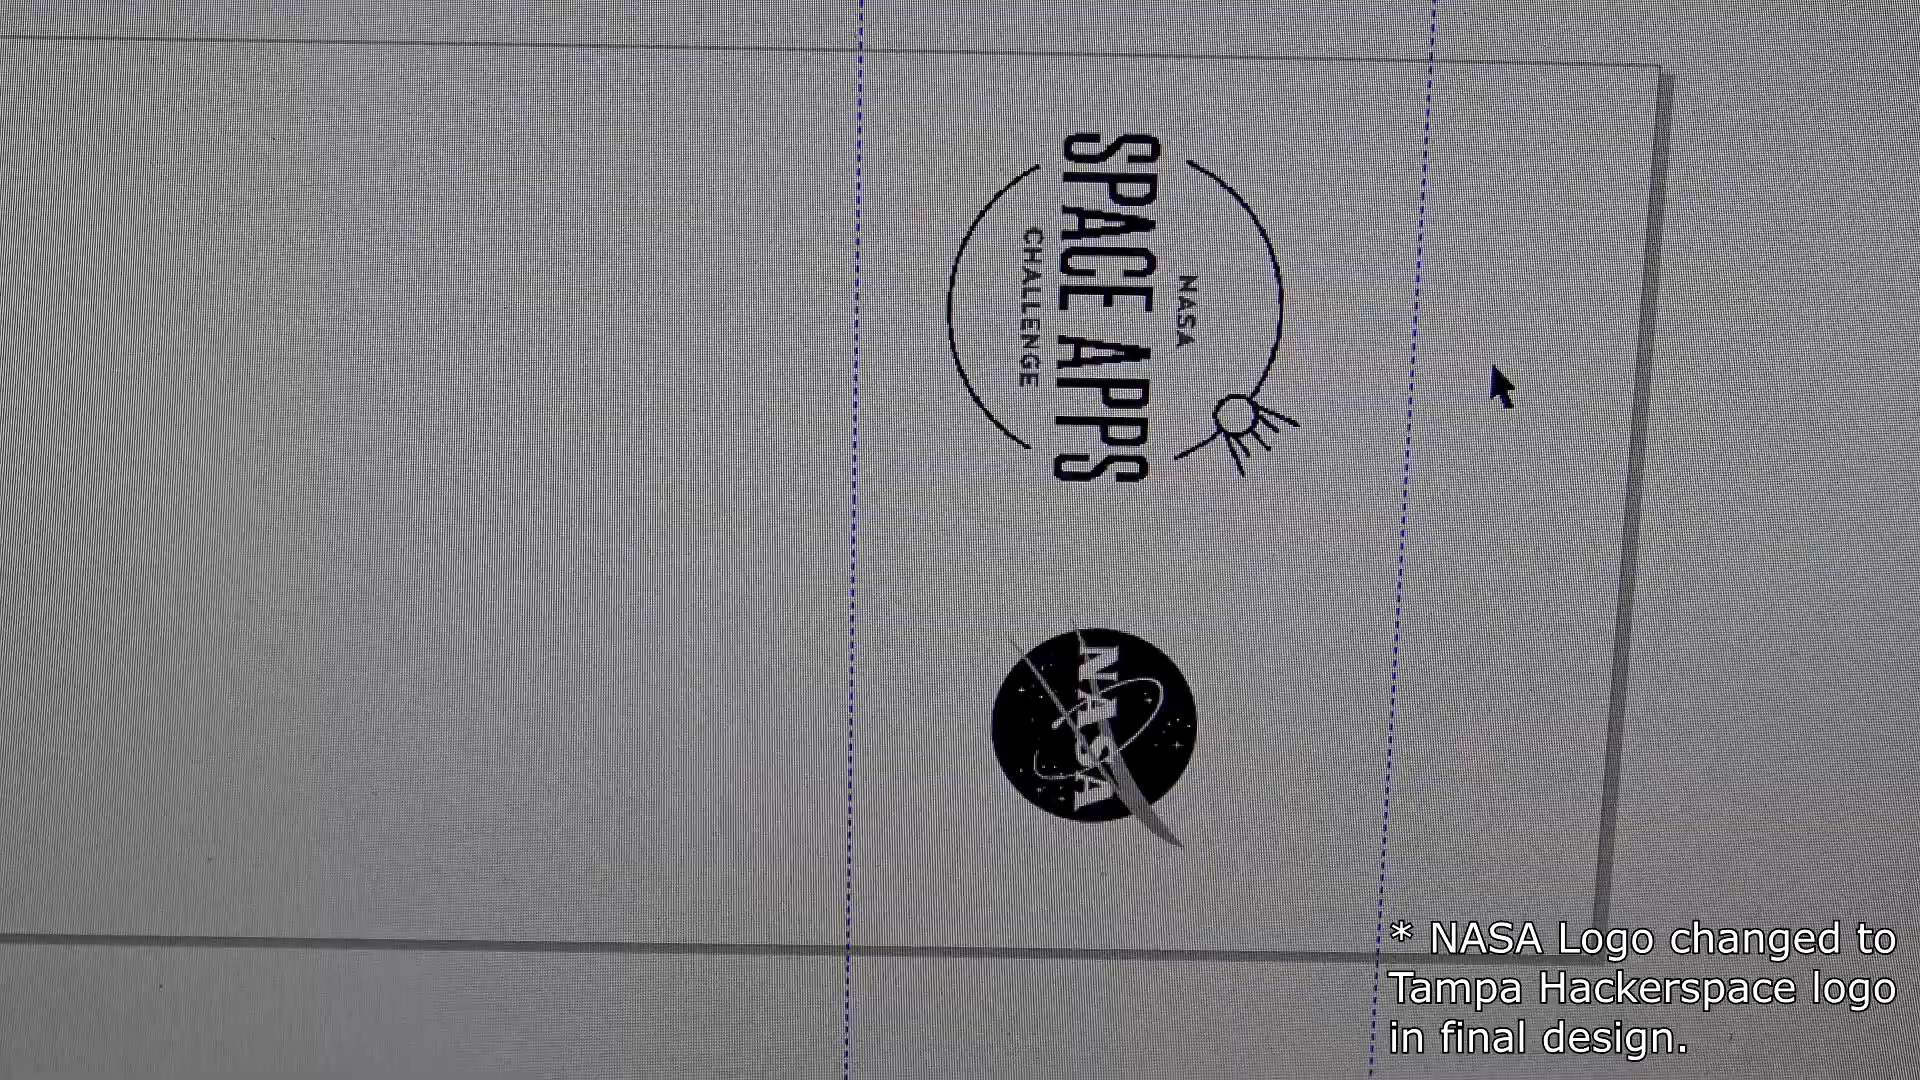 NASA
SPACE APPS
CHALLENGE
NASA
* NASA Logo changed to
Tampa Hackerspace logo
in final design.